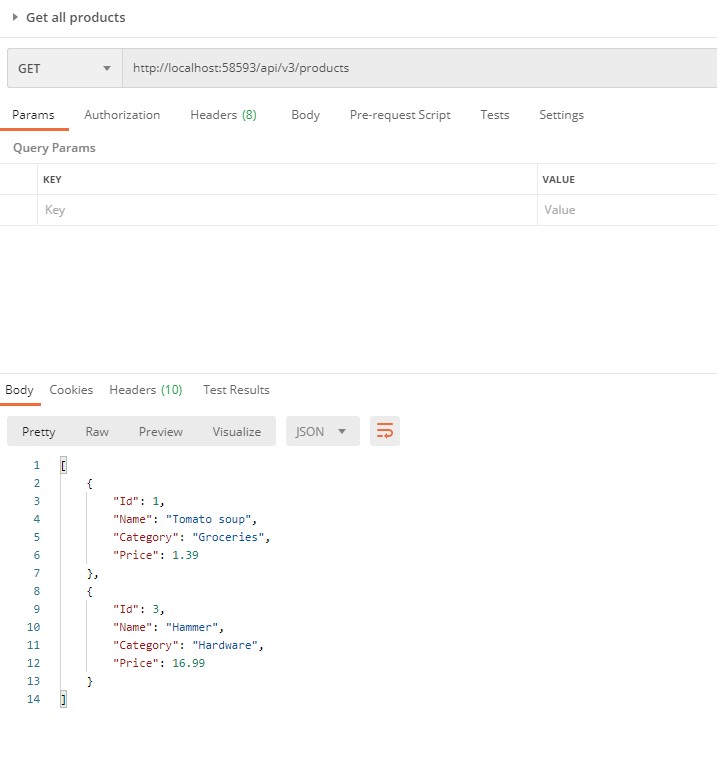 Get all products
GET http://localhost:58593/api/v3/products
Params Authorization Headers (8) Body Pre-request Script Tests Settings
Query Params
KEY VALUE
Key Value
Body Cookies Headers (10) Test Results
Pretty Raw Preview Visualize JSON
1 [
2 {
3 "Id": 1,
4 "Name": "Tomato soup",
5 "Category": "Groceries",
6 "Price": 1.39
7 },
8 {
9 "Id": 3,
10 "Name": "Hammer",
11 "Category": "Hardware",
12 "Price": 16.99
13 }
14 ]